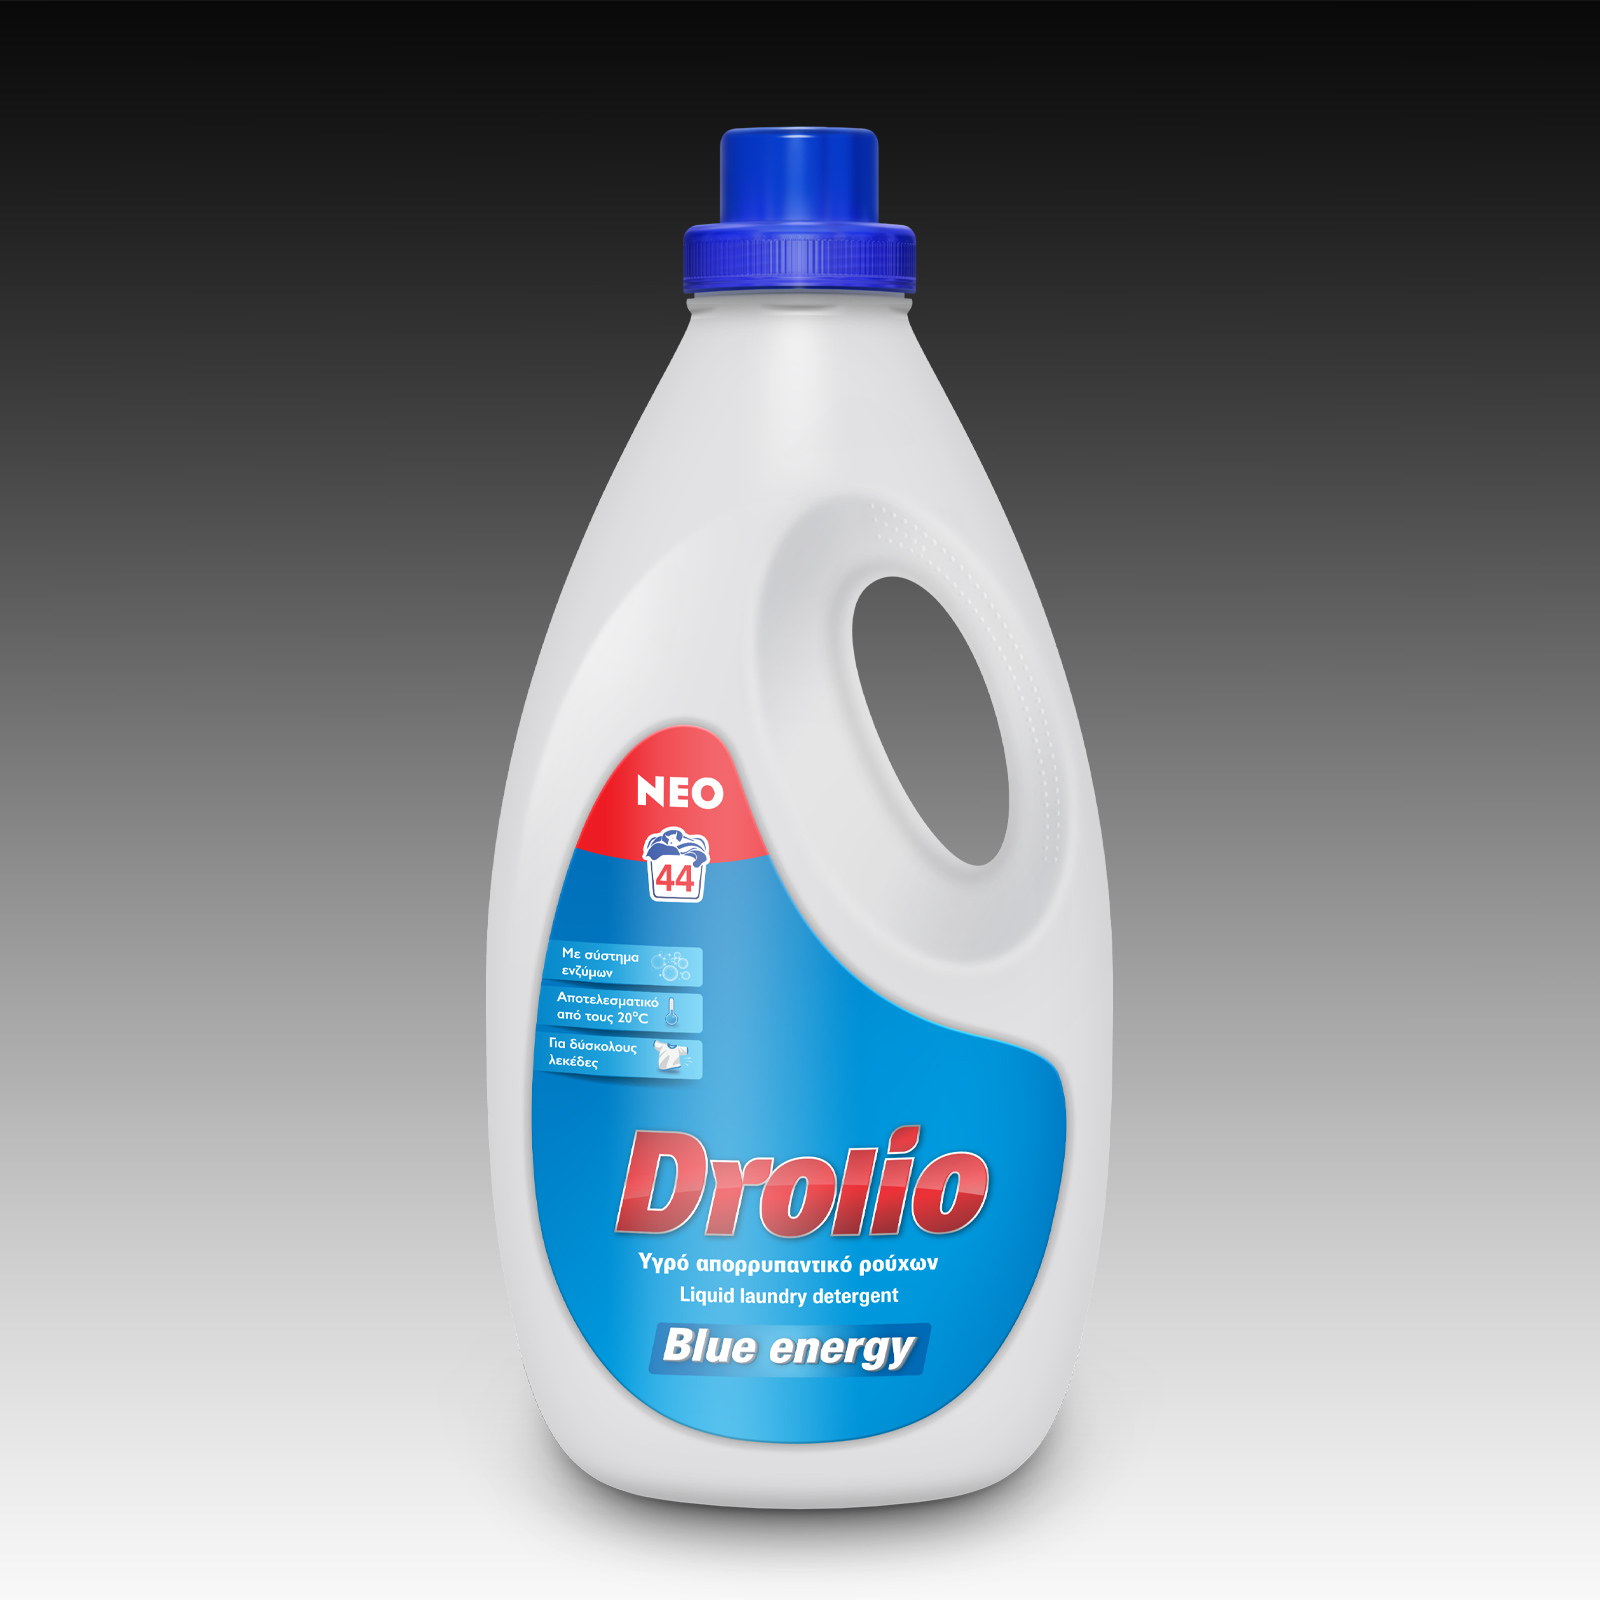 ΝΕΟ
44
Με σύστημα
ενζύμων
Αποτελεσματικό
από τους 20°C
Για δύσκολους
λεκέδες
Drolio
Υγρό απορρυπαντικό ρούχων
Liquid laundry detergent
Blue energy